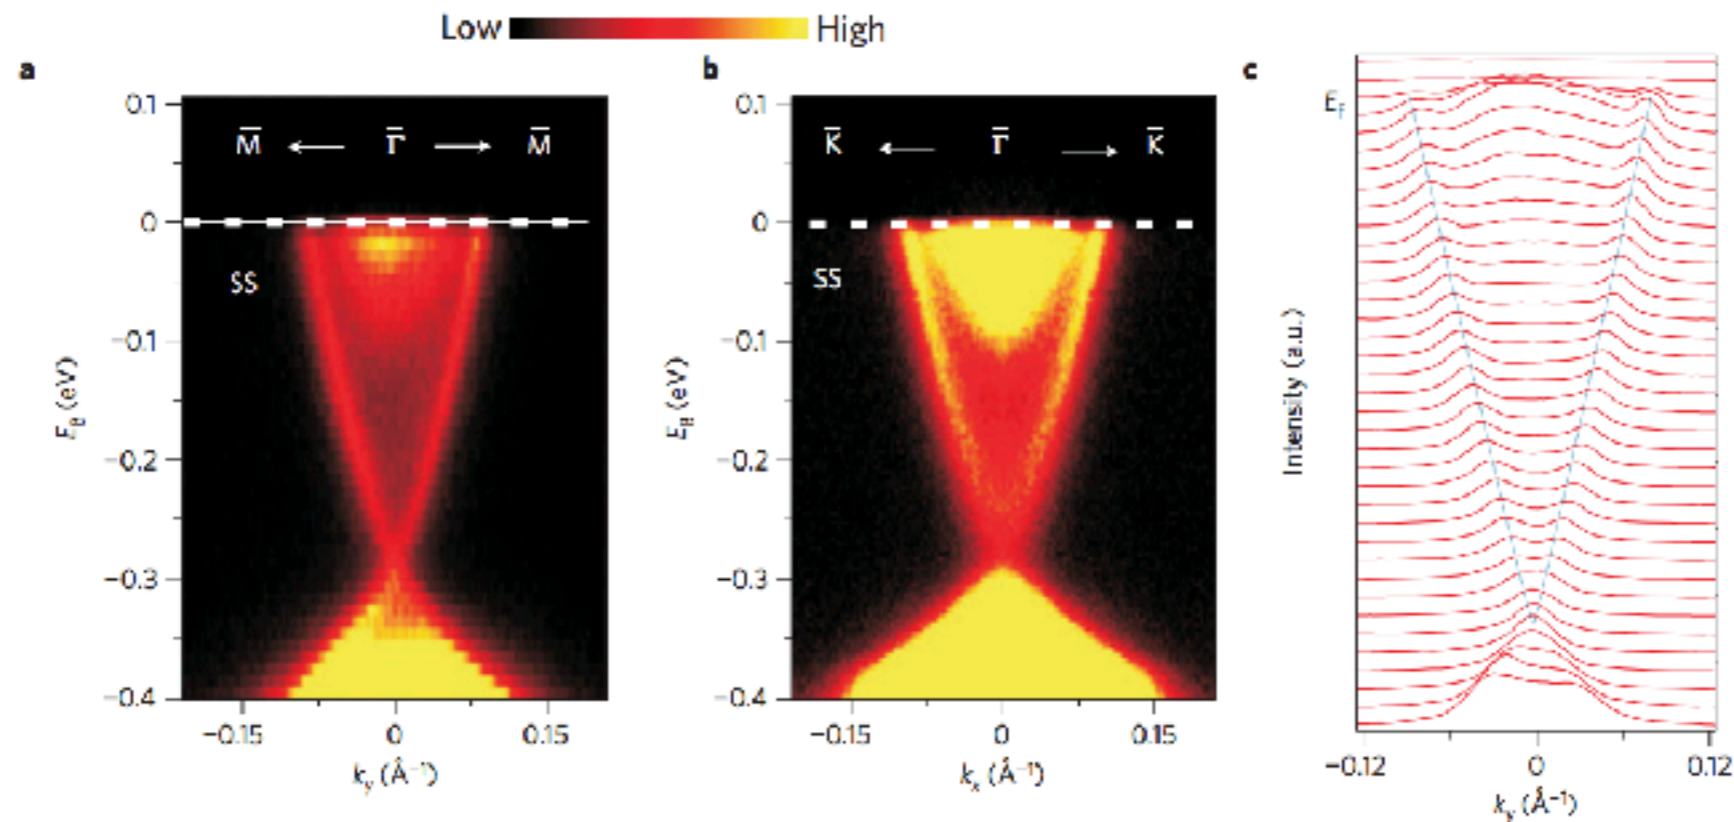 Low High
a
b
c
0.1
0
−0.1
−0.2
−0.3
−0.4
E_B (eV)
M̅ ← Γ̅ → M̅
SS
−0.15 0 0.15
k_y (Å⁻¹)
0.1
0
−0.1
−0.2
−0.3
−0.4
E_B (eV)
K̅ ← Γ̅ → K̅
SS
−0.15 0 0.15
k_x (Å⁻¹)
E_F
Intensity (a.u.)
−0.12 0 0.12
k_y (Å⁻¹)